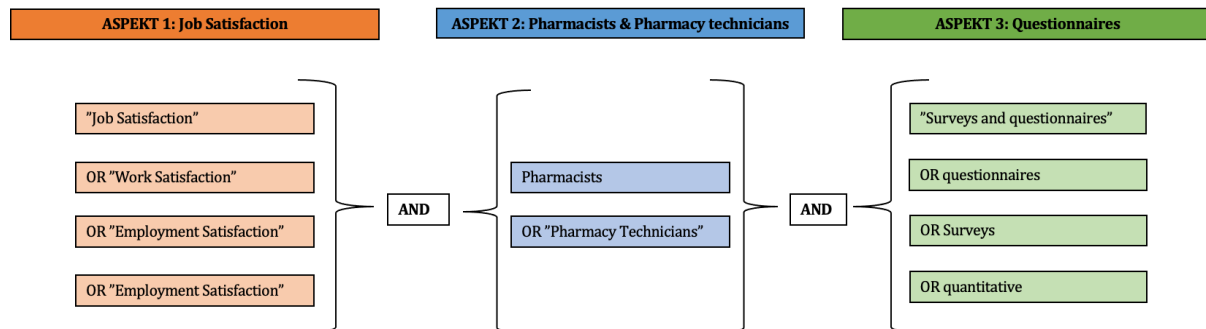 ASPEKT 1: Job Satisfaction
ASPEKT 2: Pharmacists & Pharmacy technicians
ASPEKT 3: Questionnaires
”Job Satisfaction”
OR ”Work Satisfaction”
OR ”Employment Satisfaction”
OR ”Employment Satisfaction”
AND
Pharmacists
OR ”Pharmacy Technicians”
AND
”Surveys and questionnaires”
OR questionnaires
OR Surveys
OR quantitative